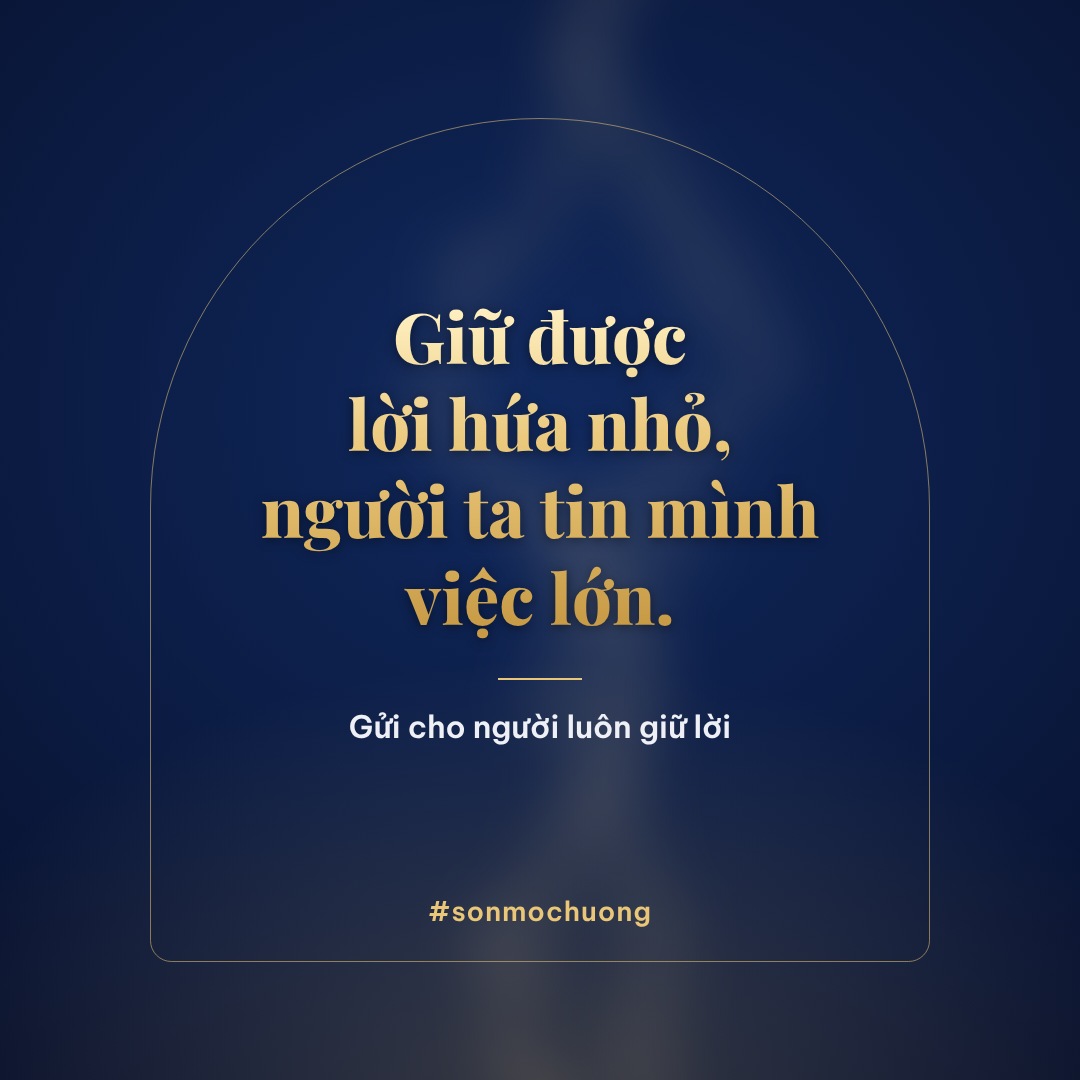 Giữ được
lời hứa nhỏ,
người ta tin mình
việc lớn.
Gửi cho người luôn giữ lời
#sonmochuong